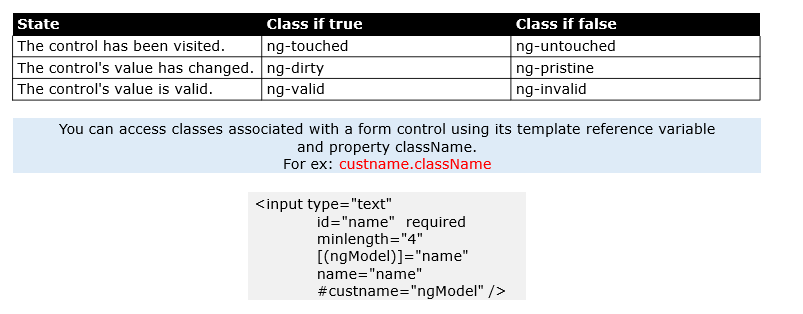 State Class if true Class if false
The control has been visited. ng-touched ng-untouched
The control's value has changed. ng-dirty ng-pristine
The control's value is valid. ng-valid ng-invalid
You can access classes associated with a form control using its template reference variable
and property className.
For ex: custname.className
<input type="text"
id="name" required
minlength="4"
[(ngModel)]="name"
name="name"
#custname="ngModel" />